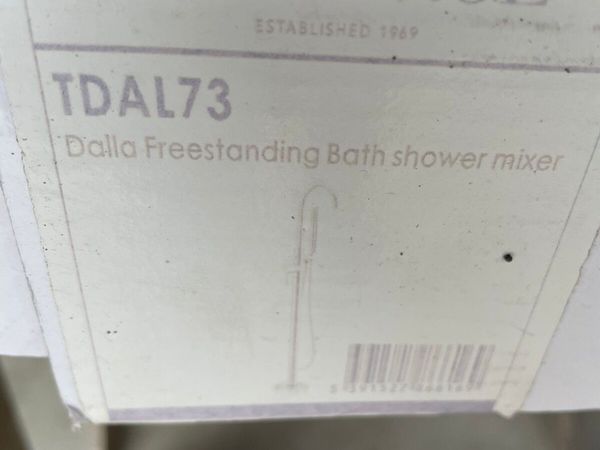 ESTABLISHED 1969
TDAL73
Dalla Freestanding Bath shower mixer